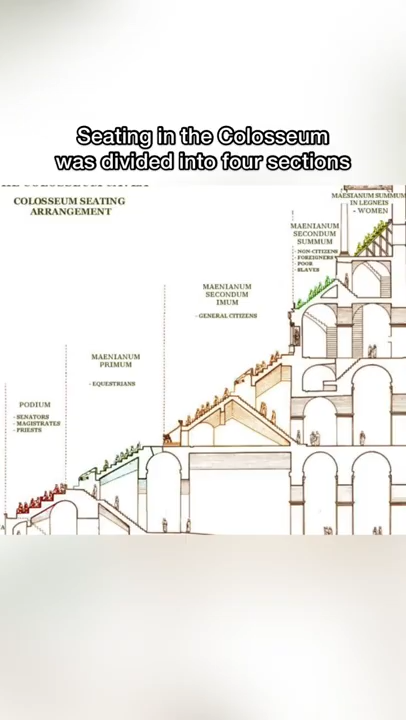 Seating in the Colosseum
was divided into four sections
COLOSSEUM SEATING
ARRANGEMENT
MAENIANUM SUMMUM
IN LEGNEIS
- WOMEN
MAENIANUM
SECONDUM
SUMMUM
- NON-CITIZENS
- FOREIGNERS
- POOR
- SLAVES
MAENIANUM
SECONDUM
IMUM
- GENERAL CITIZENS
MAENIANUM
PRIMUM
- EQUESTRIANS
PODIUM
- SENATORS
- MAGISTRATES
- PRIESTS